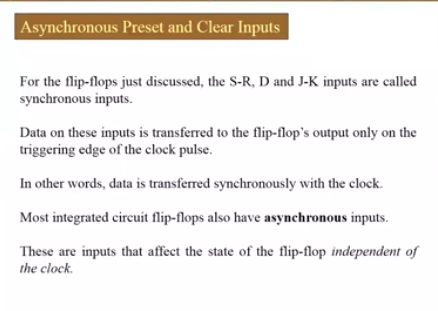 Asynchronous Preset and Clear Inputs
For the flip-flops just discussed, the S-R, D and J-K inputs are called
synchronous inputs.
Data on these inputs is transferred to the flip-flop's output only on the
triggering edge of the clock pulse.
In other words, data is transferred synchronously with the clock.
Most integrated circuit flip-flops also have asynchronous inputs.
These are inputs that affect the state of the flip-flop independent of
the clock.